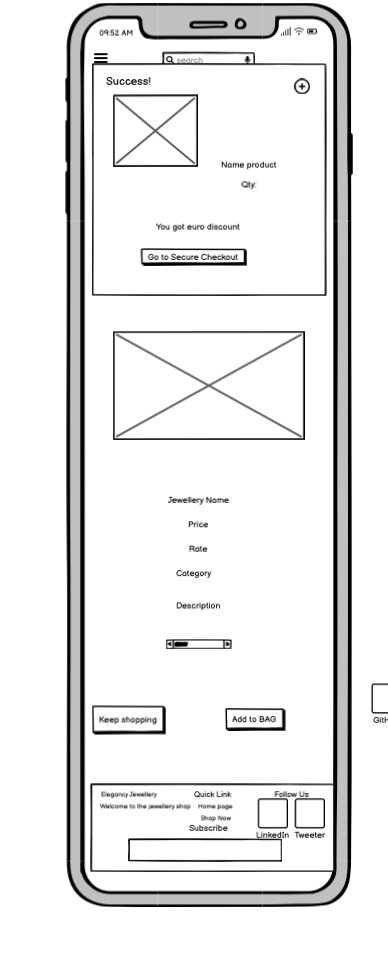 09:52 AM
search
Success!
Name product
Qty:
You got euro discount
Go to Secure Checkout
Jewellery Name
Price
Rate
Category
Description
Keep shopping
Add to BAG
Elegancy Jewellery
Quick Link
Follow Us
Welcome to the jewellery shop
Home page
Shop Now
Subscribe
LinkedIn
Tweeter